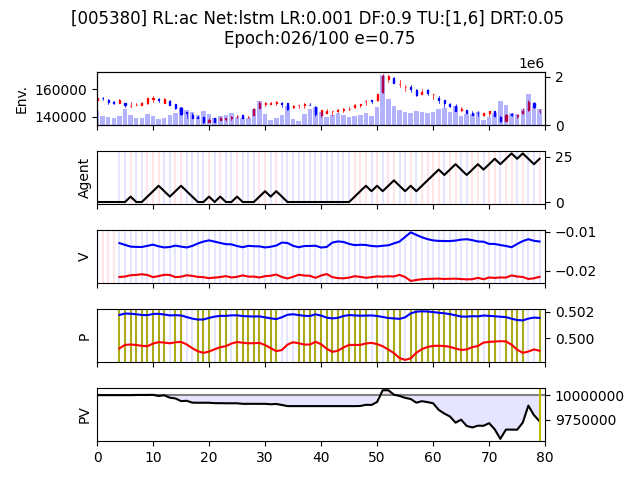 [005380] RL:ac Net:lstm LR:0.001 DF:0.9 TU:[1,6] DRT:0.05
Epoch:026/100 e=0.75
1e6
Env.
160000
140000
2
0
Agent
25
0
V
−0.01
−0.02
P
0.502
0.500
PV
10000000
9750000
0 10 20 30 40 50 60 70 80